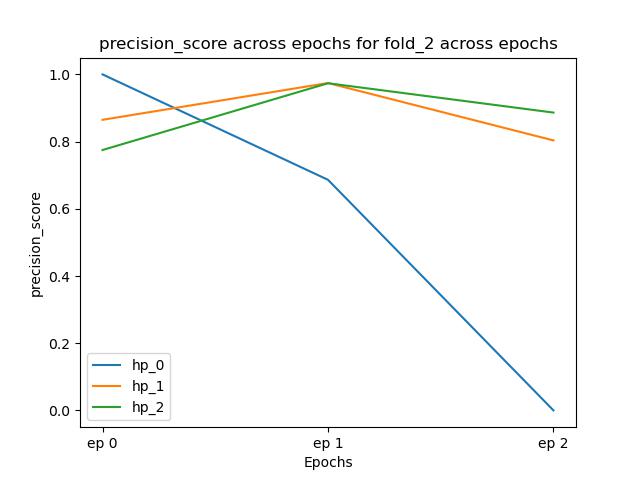 precision_score across epochs for fold_2 across epochs
precision_score
1.0
0.8
0.6
0.4
0.2
0.0
hp_0
hp_1
hp_2
ep 0 ep 1 ep 2
Epochs